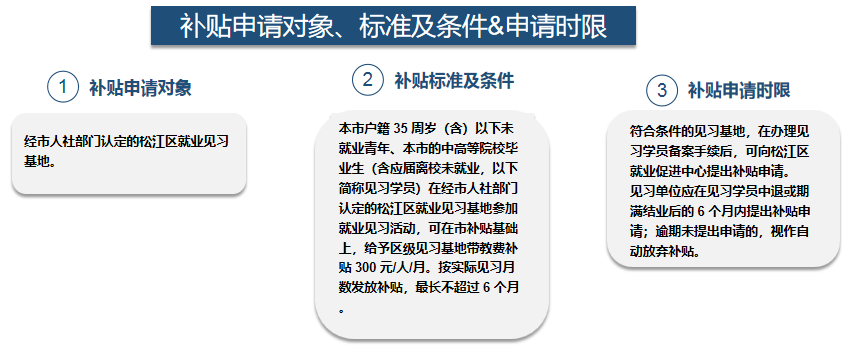 补贴申请对象、标准及条件&申请时限
1 补贴申请对象
经市人社部门认定的松江区就业见习
基地。
2 补贴标准及条件
本市户籍 35 周岁（含）以下未
就业青年、本市的中高等院校毕
业生（含应届离校未就业，以下
简称见习学员）在经市人社部门
认定的松江区就业见习基地参加
就业见习活动，可在市补贴基础
上，给予区级见习基地带教费补
贴 300 元/人/月。按实际见习月
数发放补贴，最长不超过 6 个月
。
3 补贴申请时限
符合条件的见习基地，在办理见
习学员备案手续后，可向松江区
就业促进中心提出补贴申请。
见习单位应在见习学员中退或期
满结业后的 6 个月内提出补贴申
请；逾期未提出申请的，视作自
动放弃补贴。